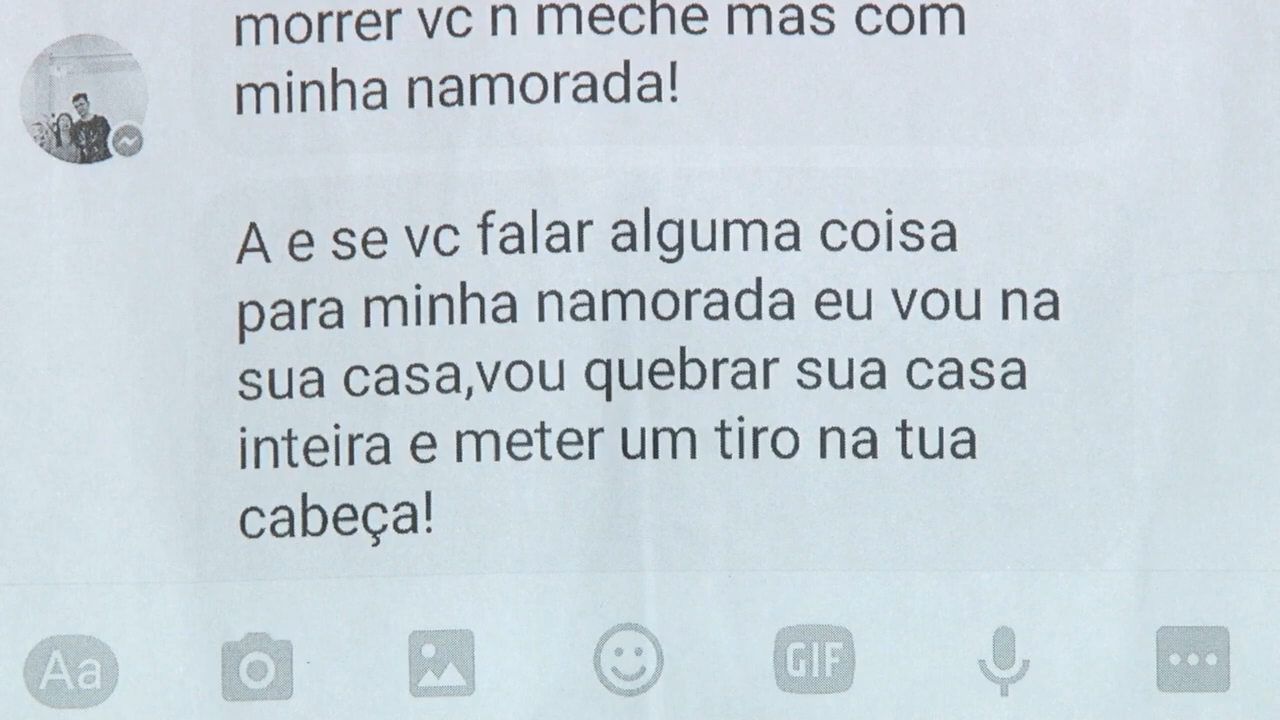 morrer vc n meche mas com
minha namorada!
A e se vc falar alguma coisa
para minha namorada eu vou na
sua casa,vou quebrar sua casa
inteira e meter um tiro na tua
cabeça!
Aa
GIF